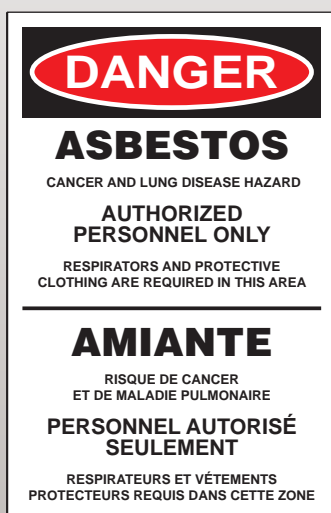 DANGER
ASBESTOS
CANCER AND LUNG DISEASE HAZARD
AUTHORIZED
PERSONNEL ONLY
RESPIRATORS AND PROTECTIVE
CLOTHING ARE REQUIRED IN THIS AREA
AMIANTE
RISQUE DE CANCER
ET DE MALADIE PULMONAIRE
PERSONNEL AUTORISÉ
SEULEMENT
RESPIRATEURS ET VÉTEMENTS
PROTECTEURS REQUIS DANS CETTE ZONE